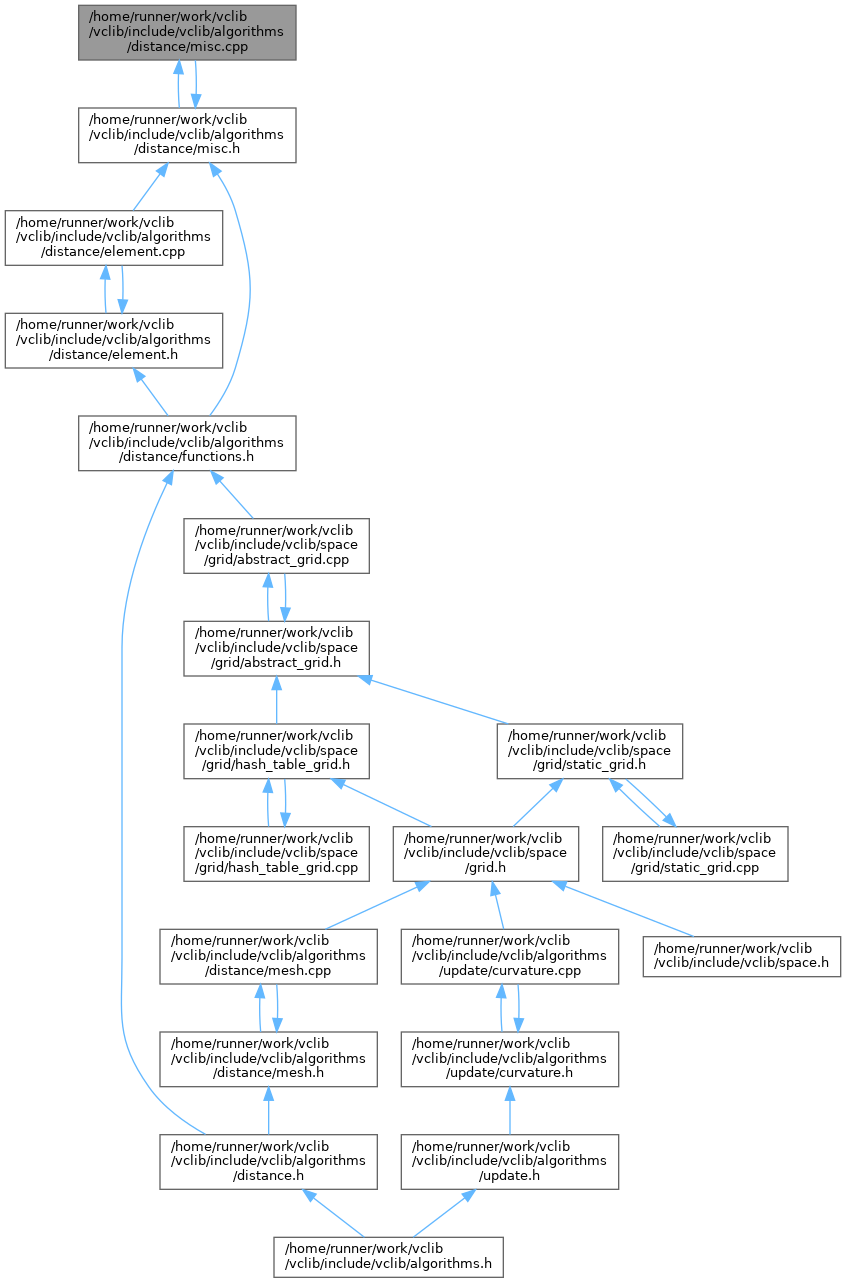 /home/runner/work/vclib
/vclib/include/vclib/algorithms
/distance/misc.cpp
/home/runner/work/vclib
/vclib/include/vclib/algorithms
/distance/misc.h
/home/runner/work/vclib
/vclib/include/vclib/algorithms
/distance/element.cpp
/home/runner/work/vclib
/vclib/include/vclib/algorithms
/distance/element.h
/home/runner/work/vclib
/vclib/include/vclib/algorithms
/distance/functions.h
/home/runner/work/vclib
/vclib/include/vclib/space
/grid/abstract_grid.cpp
/home/runner/work/vclib
/vclib/include/vclib/space
/grid/abstract_grid.h
/home/runner/work/vclib
/vclib/include/vclib/space
/grid/hash_table_grid.h
/home/runner/work/vclib
/vclib/include/vclib/space
/grid/static_grid.h
/home/runner/work/vclib
/vclib/include/vclib/space
/grid/hash_table_grid.cpp
/home/runner/work/vclib
/vclib/include/vclib/space
/grid.h
/home/runner/work/vclib
/vclib/include/vclib/space
/grid/static_grid.cpp
/home/runner/work/vclib
/vclib/include/vclib/algorithms
/distance/mesh.cpp
/home/runner/work/vclib
/vclib/include/vclib/algorithms
/update/curvature.cpp
/home/runner/work/vclib
/vclib/include/vclib/space.h
/home/runner/work/vclib
/vclib/include/vclib/algorithms
/distance/mesh.h
/home/runner/work/vclib
/vclib/include/vclib/algorithms
/update/curvature.h
/home/runner/work/vclib
/vclib/include/vclib/algorithms
/distance.h
/home/runner/work/vclib
/vclib/include/vclib/algorithms
/update.h
/home/runner/work/vclib
/vclib/include/vclib/algorithms.h